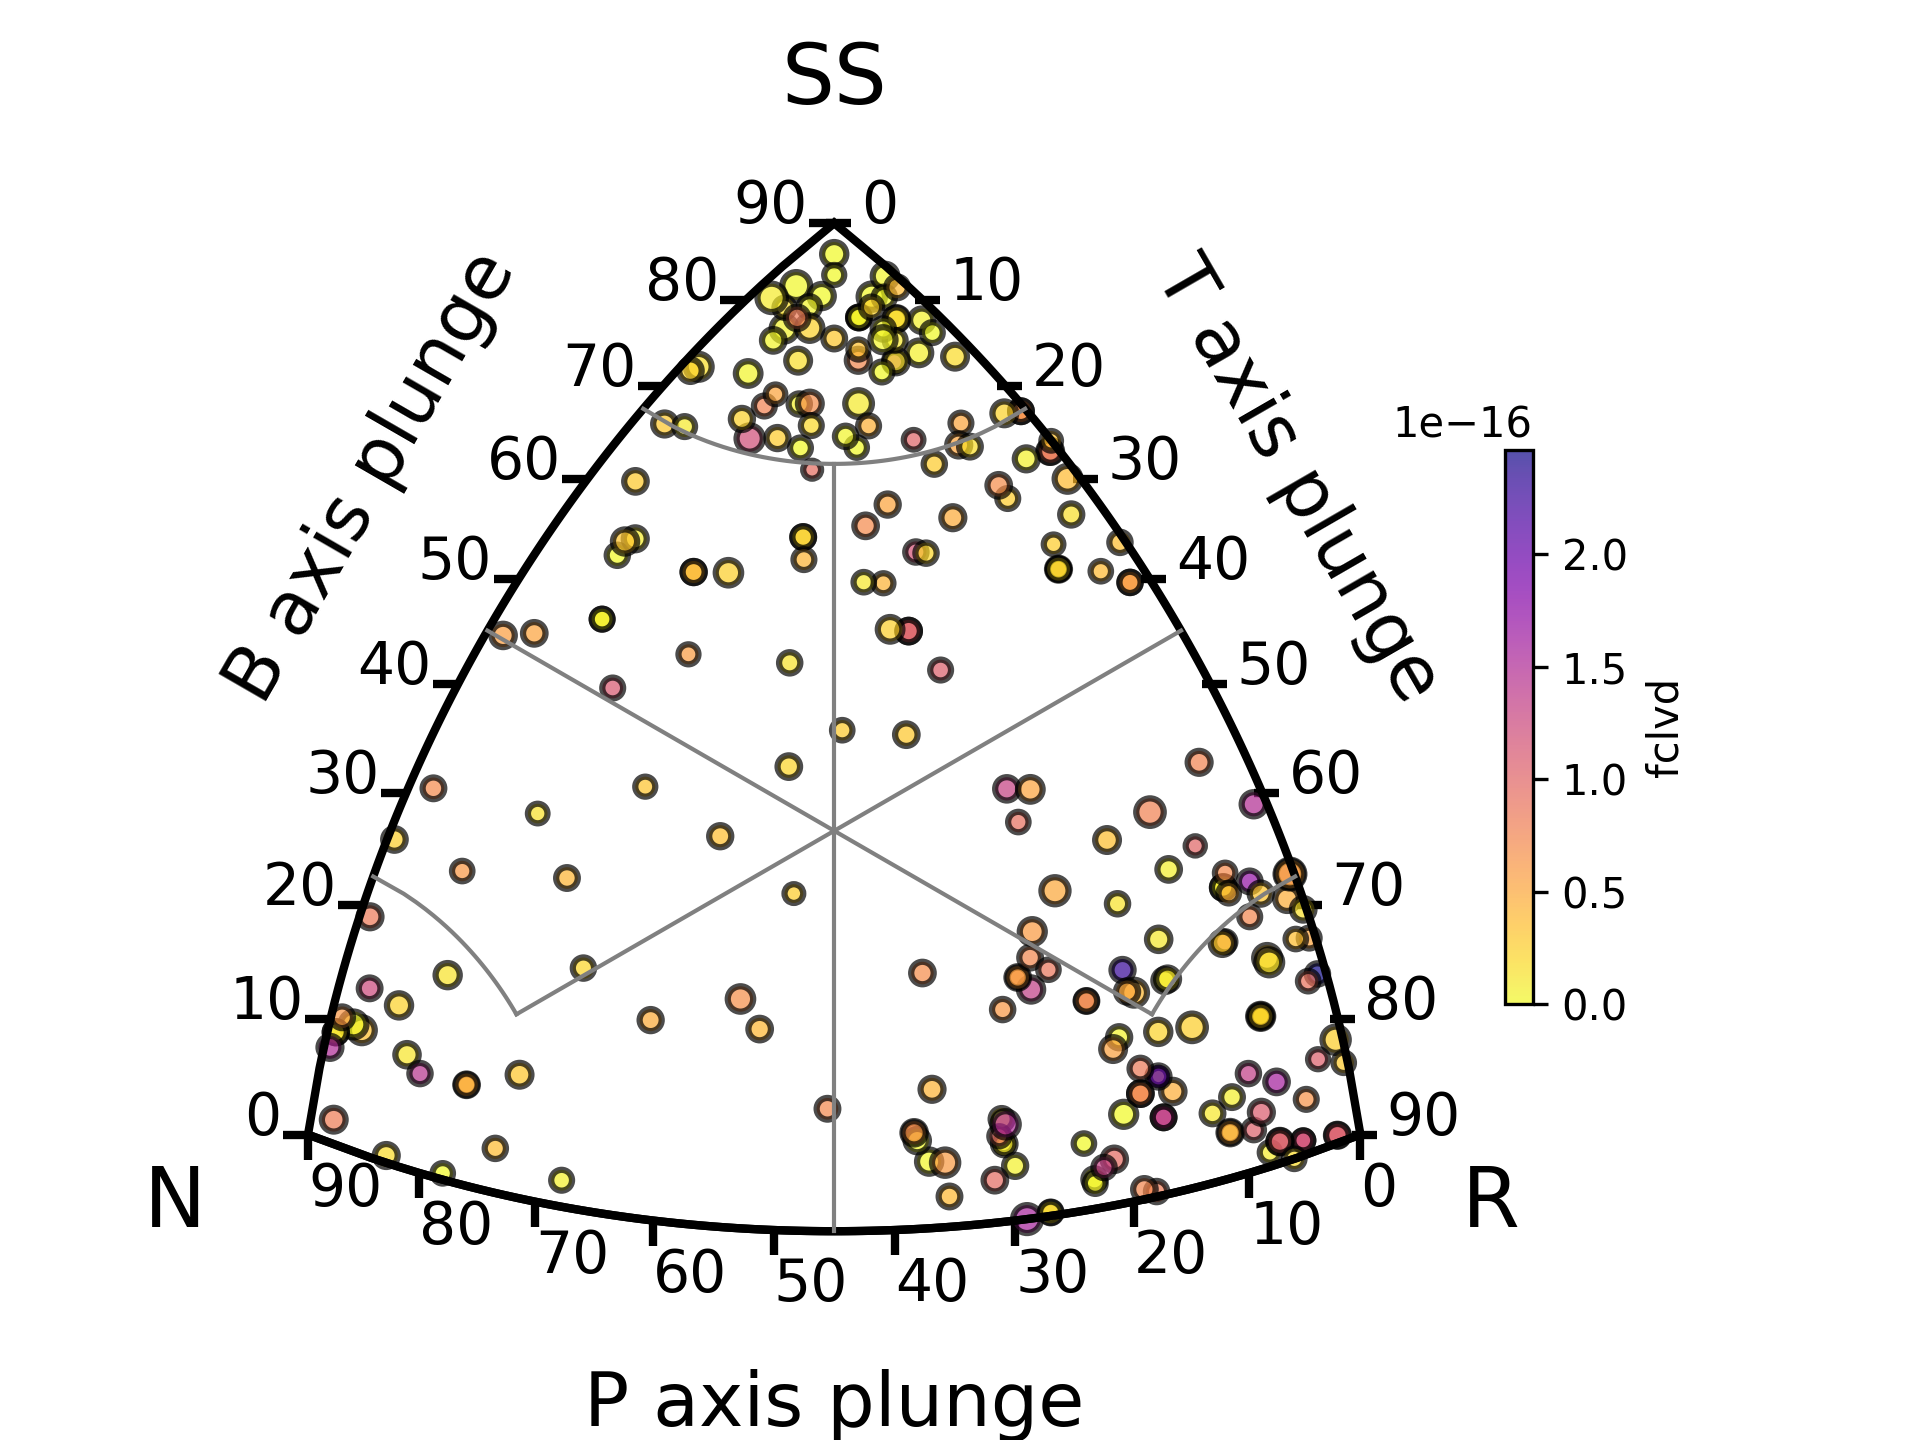 SS
90 0
80 10
70 20
60 30
50 40
40 50
30 60
20 70
10 80
0 90
B axis plunge
T axis plunge
N
R
90 80 70 60 50 40 30 20 10 0
P axis plunge
1e−16
2.0
1.5
1.0
0.5
0.0
fclvd